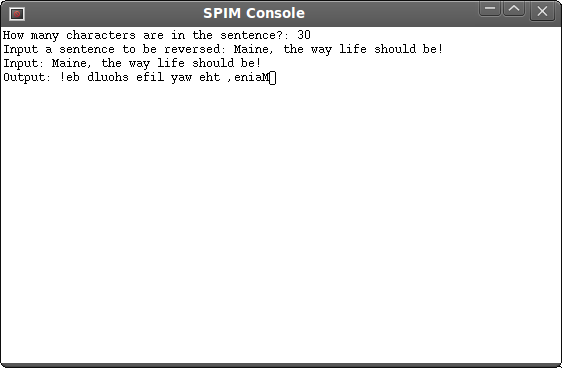 SPIM Console
How many characters are in the sentence?: 30
Input a sentence to be reversed: Maine, the way life should be!
Input: Maine, the way life should be!
Output: !eb dluohs efil yaw eht ,eniaM